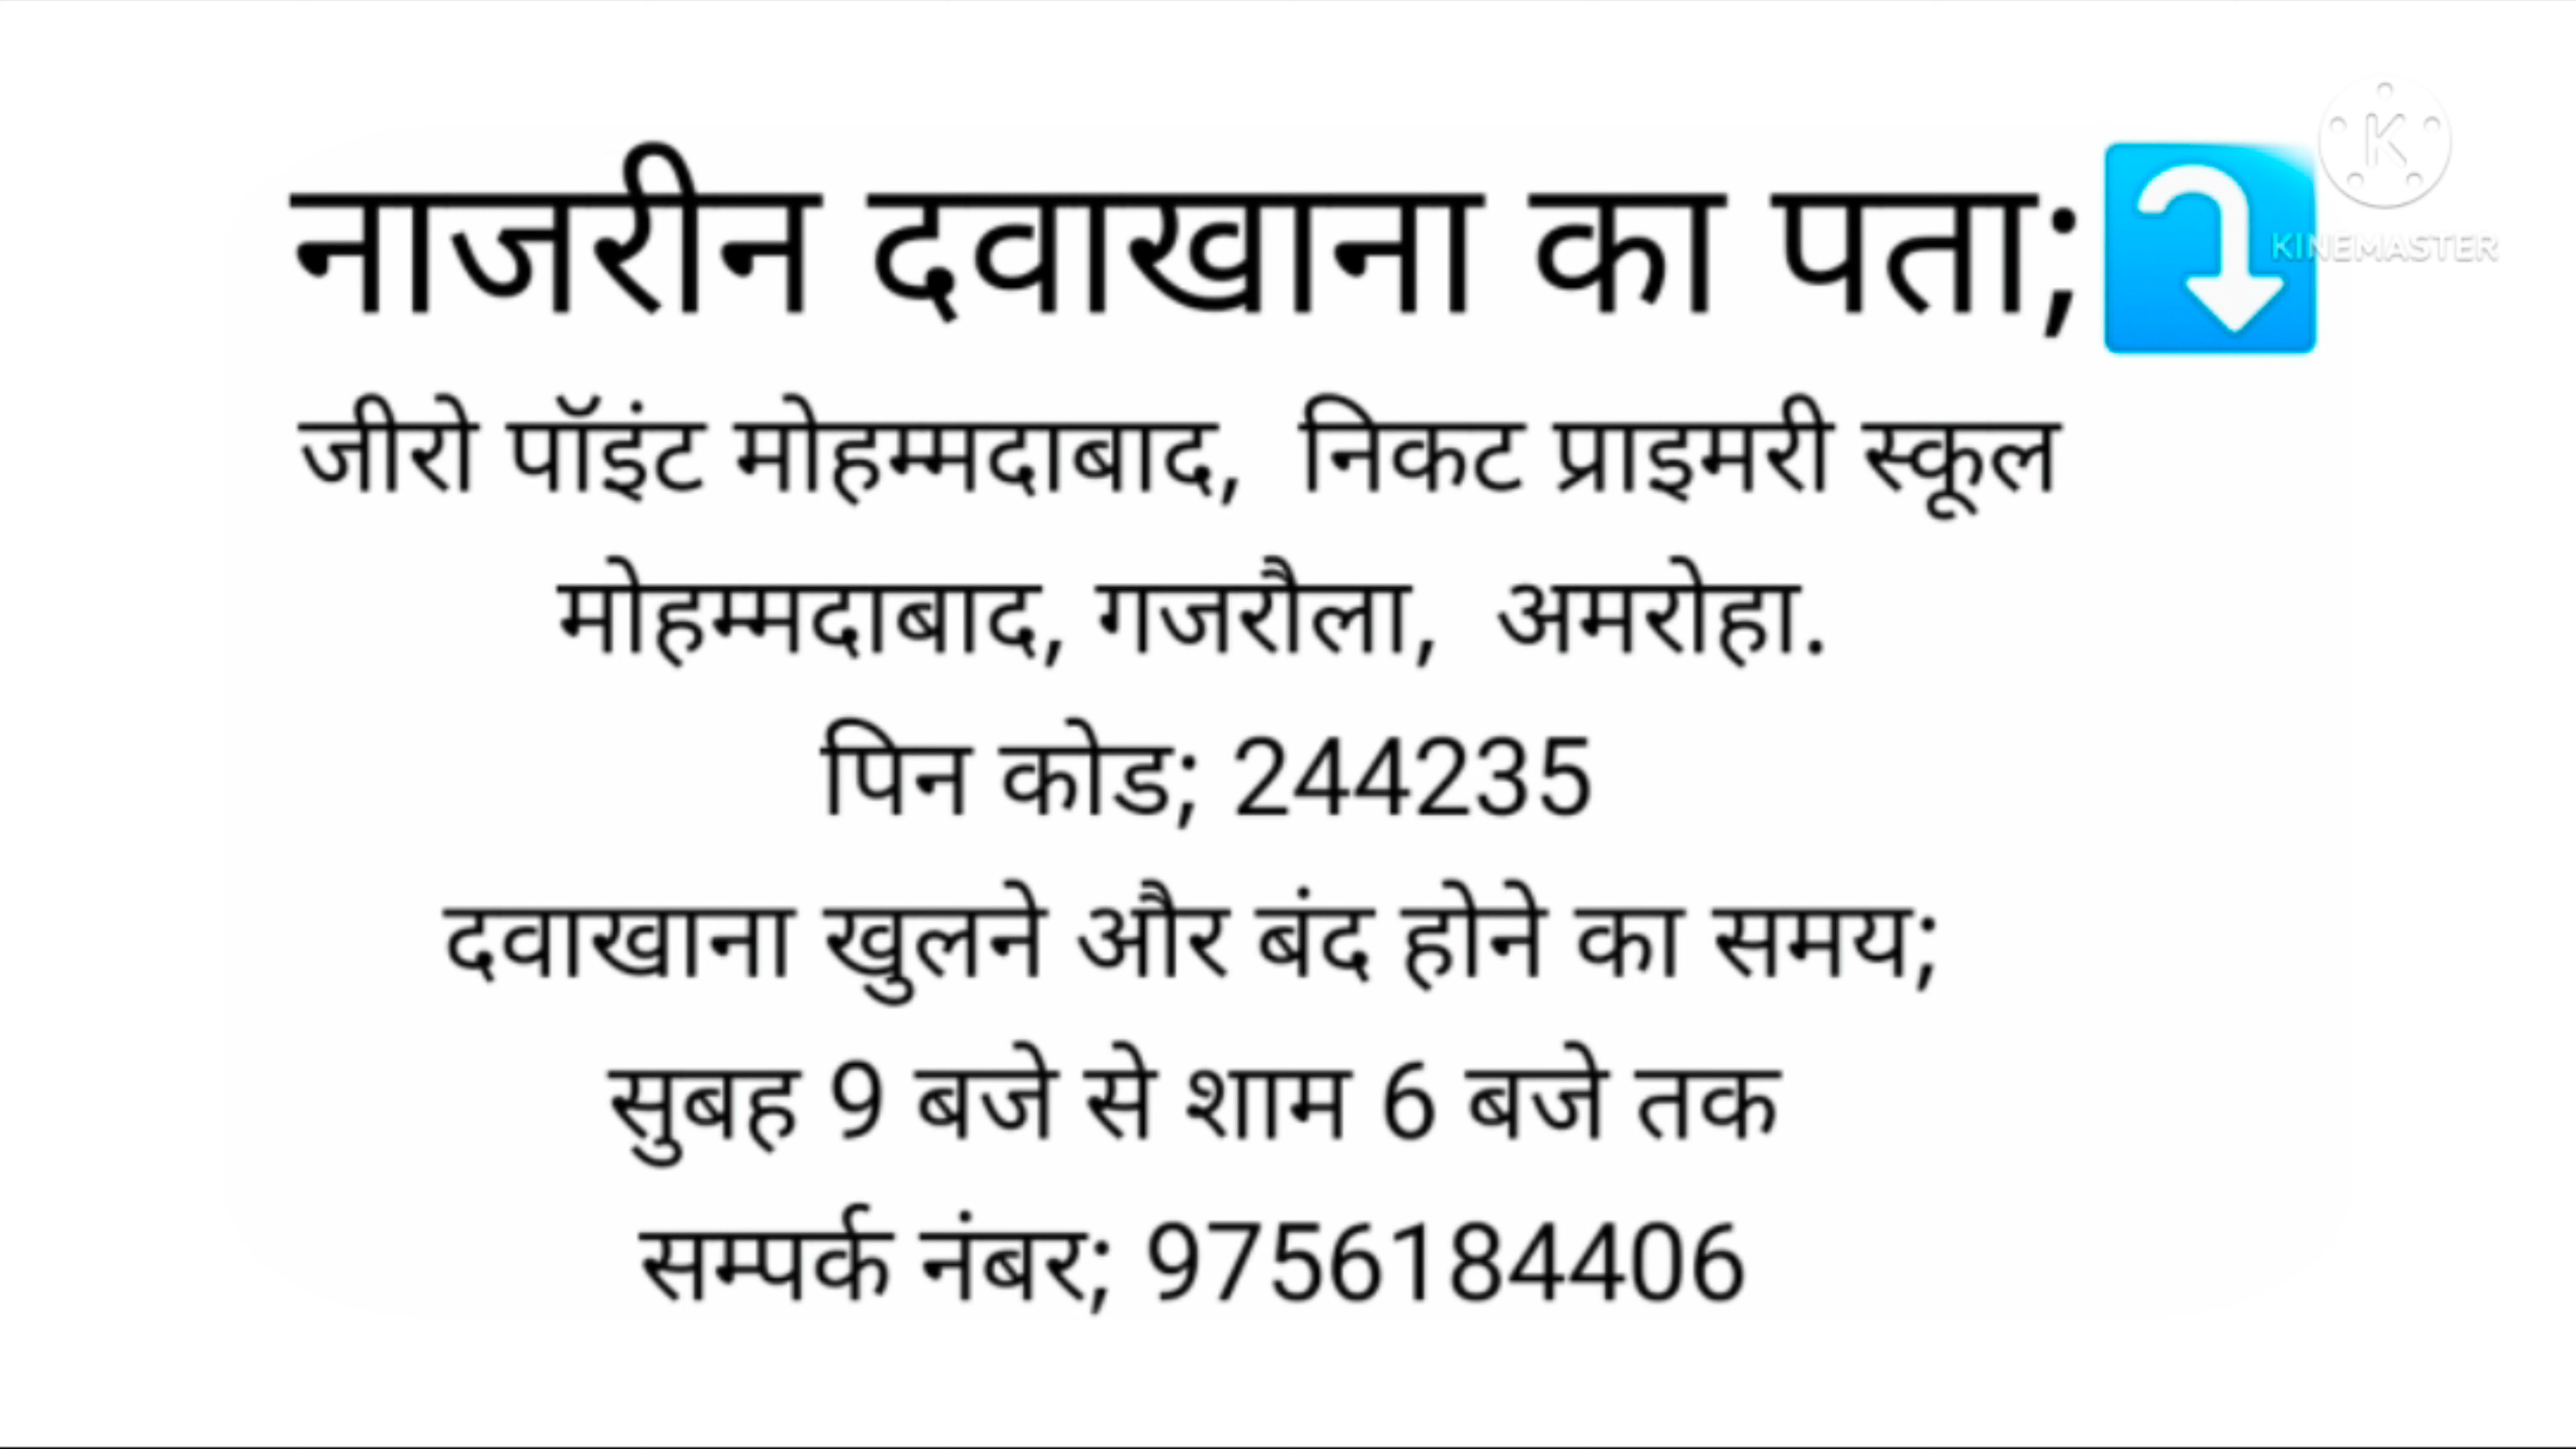 नाजरीन दवाखाना का पता;⤵️
KINEMASTER
जीरो पॉइंट मोहम्मदाबाद, निकट प्राइमरी स्कूल
मोहम्मदाबाद, गजरौला, अमरोहा.
पिन कोड; 244235
दवाखाना खुलने और बंद होने का समय;
सुबह 9 बजे से शाम 6 बजे तक
सम्पर्क नंबर; 9756184406